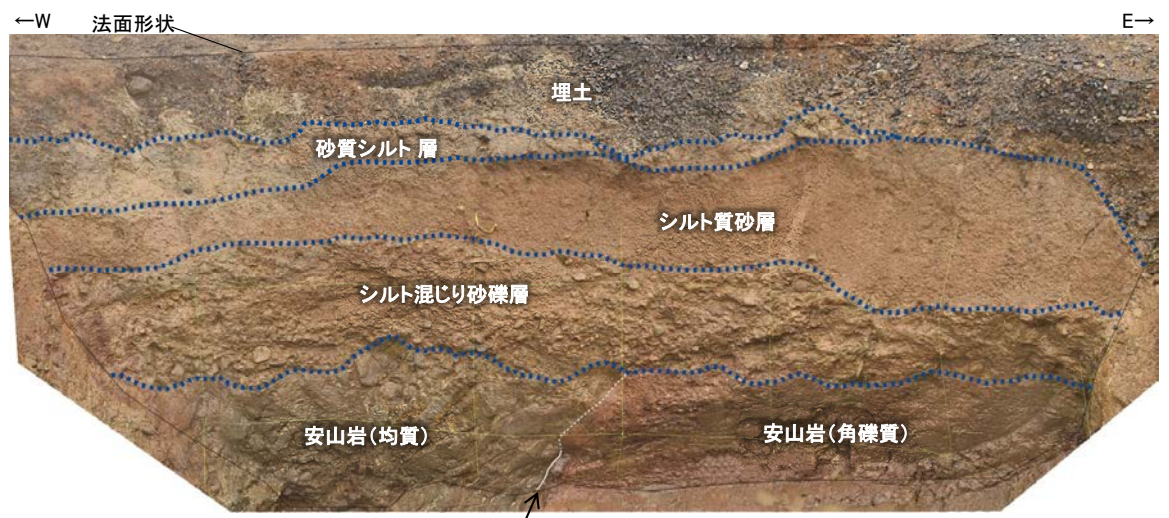 ←W
法面形状
E→
埋土
砂質シルト層
シルト質砂層
シルト混じり砂礫層
安山岩(均質)
安山岩(角礫質)